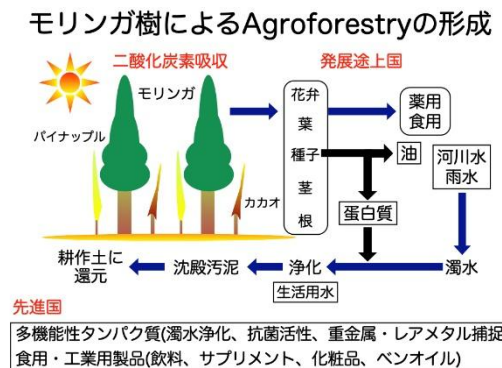 モリンガ樹によるAgroforestryの形成
二酸化炭素吸収
発展途上国
モリンガ
パイナップル
カカオ
花弁
葉
種子
茎
根
薬用
食用
油
河川水
雨水
蛋白質
耕作土に
還元
沈殿汚泥
浄化
濁水
生活用水
先進国
多機能性タンパク質(濁水浄化、抗菌活性、重金属・レアメタル捕捉
食用・工業用製品(飲料、サプリメント、化粧品、ベンオイル)